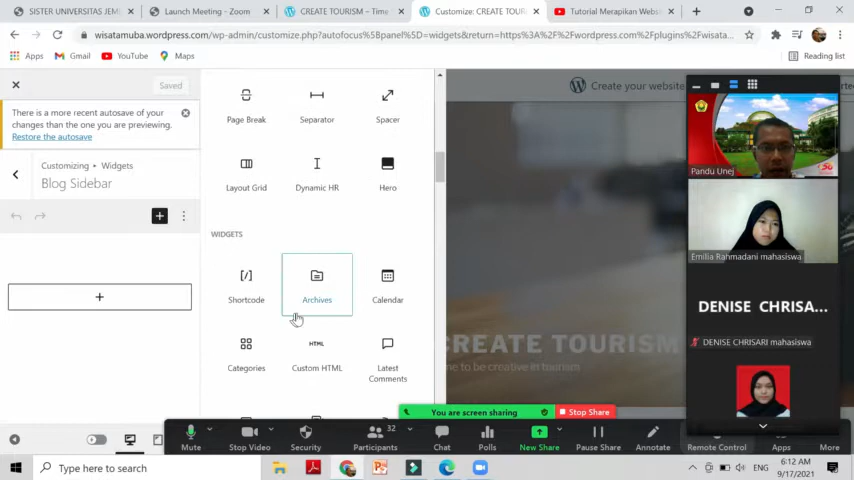 SISTER UNIVERSITAS JEMB
Launch Meeting - Zoom
CREATE TOURISM – Time
Customize: CREATE TOUR
Tutorial Merapikan Websi
wisatamuba.com/wp-admin/customize.php?autofocus%5Bpanel%5D=widgets&return=https%3A%2F%2Fwordpress.com%2Fplugins%2Fwisata...
Apps
Gmail
YouTube
Maps
Reading list
Saved
There is a more recent autosave of your
changes than the one you are previewing.
Restore the autosave
Customizing ▸ Widgets
Blog Sidebar
Page Break
Separator
Spacer
Layout Grid
Dynamic HR
Hero
WIDGETS
Shortcode
Archives
Calendar
Categories
HTML
Custom HTML
Latest
Comments
Create your website
CREATE TOURISM
me to be creative in tourism
Pandu Unej
Emilia Rahmadani mahasiswa
DENISE CHRISA...
DENISE CHRISARI mahasiswa
You are screen sharing
Stop Share
Mute
Stop Video
Security
Participants
32
Chat
Polls
New Share
Pause Share
Annotate
Remote Control
Apps
More
Type here to search
ENG
6:12 AM
9/17/2021